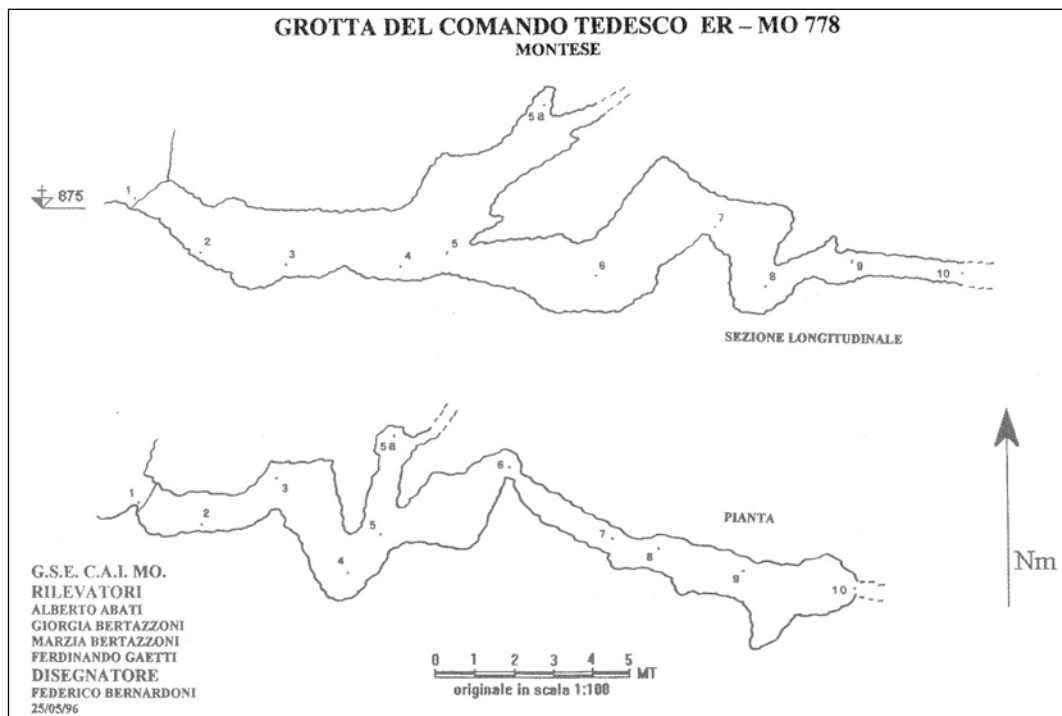 GROTTA DEL COMANDO TEDESCO ER – MO 778
MONTESE
5a
1
875
2
3
4
5
6
7
8
9
10
SEZIONE LONGITUDINALE
5a
1
2
3
4
5
6
7
8
9
10
PIANTA
Nm
G.S.E. C.A.I. MO.
RILEVATORI
ALBERTO ABATI
GIORGIA BERTAZZONI
MARZIA BERTAZZONI
FERDINANDO GAETTI
DISEGNATORE
FEDERICO BERNARDONI
25/05/96
0 1 2 3 4 5 MT
originale in scala 1:100